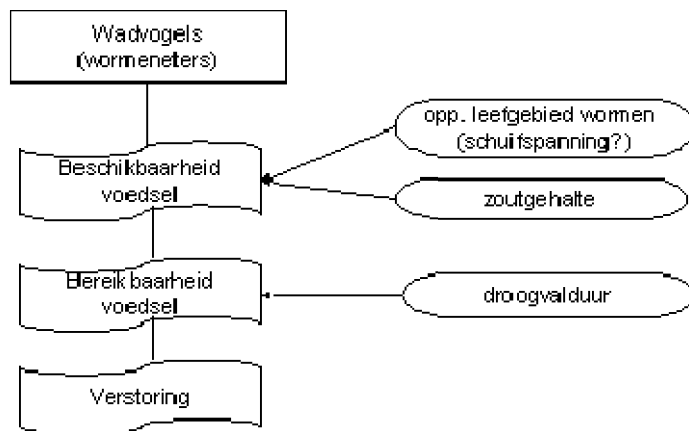 Wadvogels
(wormeneters)
opp. leefgebied wormen
(schuifspanning?)
Beschikbaarheid
voedsel
zoutgehalte
Bereikbaarheid
voedsel
droogvalduur
Verstoring